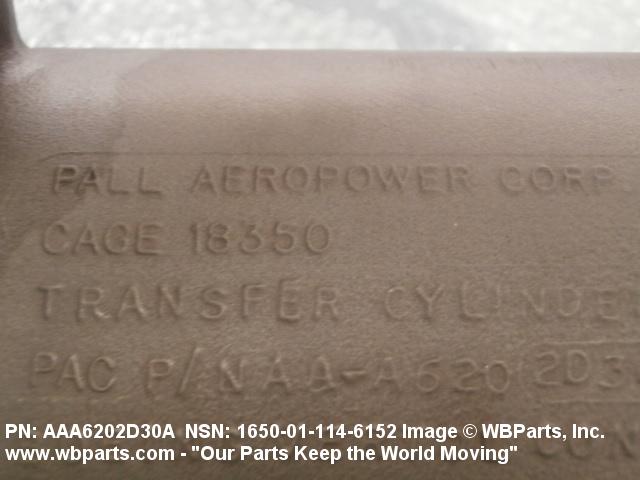 PALL AEROPOWER CORP.
CAGE 18350
TRANSFER CYLINDE
PAC P/N AA-A620 2D3
PN: AAA6202D30A NSN: 1650-01-114-6152 Image © WBParts, Inc.
www.wbparts.com - "Our Parts Keep the World Moving"